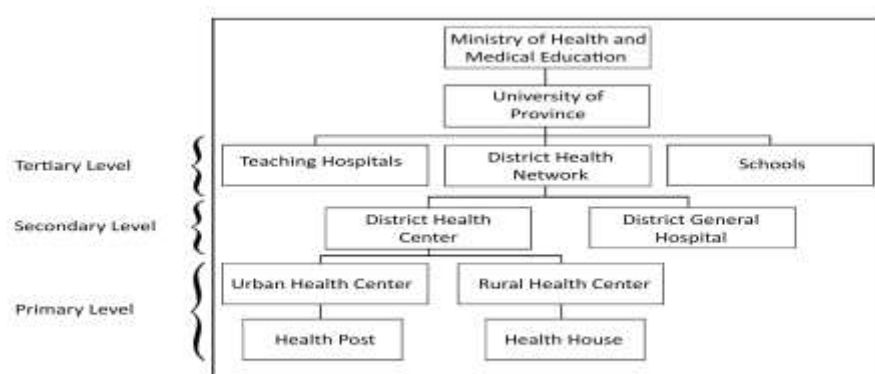 Ministry of Health and
Medical Education
University of
Province
Tertiary Level
Teaching Hospitals
District Health
Network
Schools
Secondary Level
District Health
Center
District General
Hospital
Primary Level
Urban Health Center
Rural Health Center
Health Post
Health House